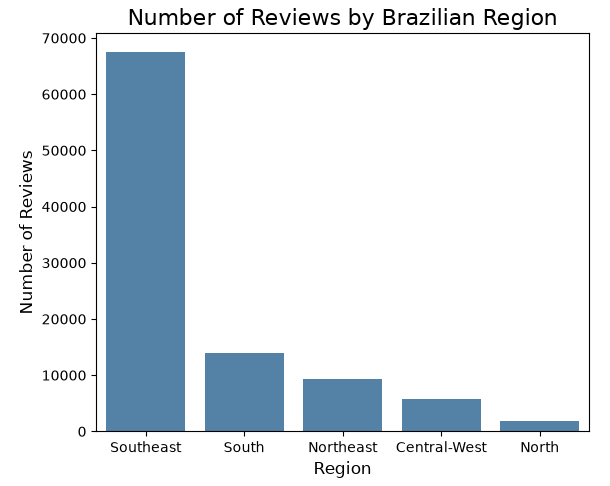 Number of Reviews by Brazilian Region
Number of Reviews
70000
60000
50000
40000
30000
20000
10000
0
Southeast South Northeast Central-West North
Region